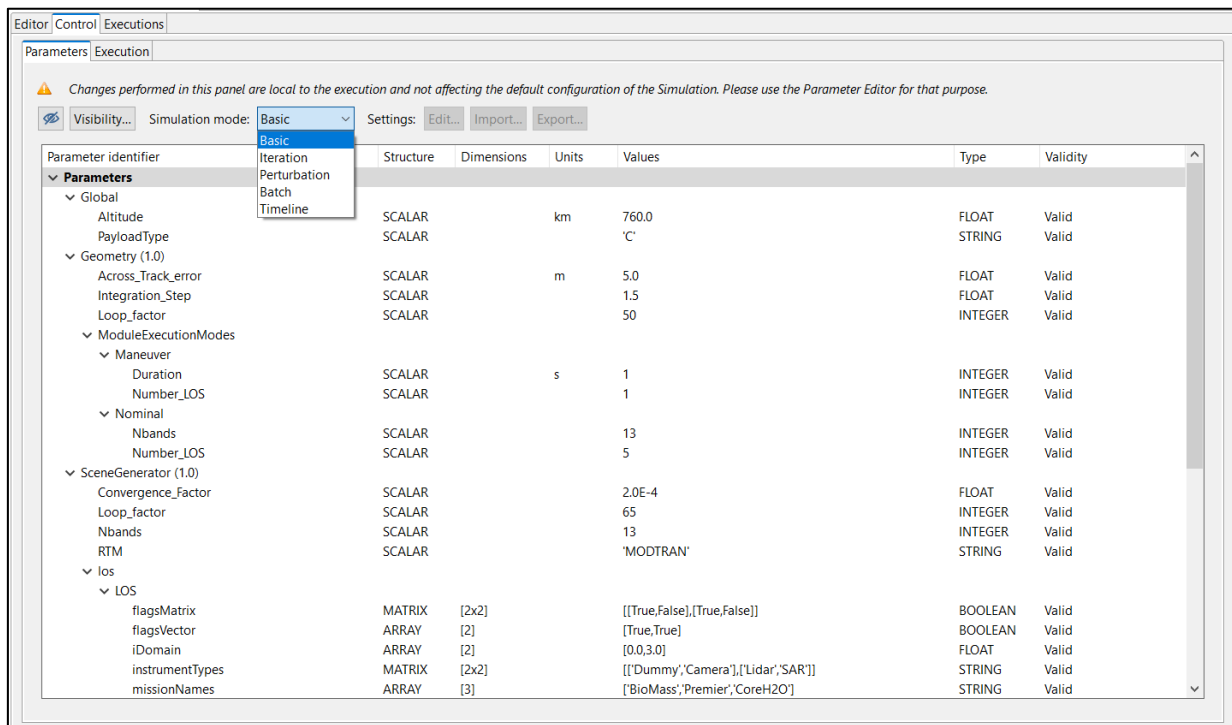 Editor Control Executions
Parameters Execution
Changes performed in this panel are local to the execution and not affecting the default configuration of the Simulation. Please use the Parameter Editor for that purpose.
Visibility... Simulation mode: Basic Settings: Edit... Import... Export...
Basic
Iteration
Perturbation
Batch
Timeline
Parameter identifier Structure Dimensions Units Values Type Validity
Parameters
Global
Altitude SCALAR km 760.0 FLOAT Valid
PayloadType SCALAR 'C' STRING Valid
Geometry (1.0)
Across_Track_error SCALAR m 5.0 FLOAT Valid
Integration_Step SCALAR 1.5 FLOAT Valid
Loop_factor SCALAR 50 INTEGER Valid
ModuleExecutionModes
Maneuver
Duration SCALAR s 1 INTEGER Valid
Number_LOS SCALAR 1 INTEGER Valid
Nominal
Nbands SCALAR 13 INTEGER Valid
Number_LOS SCALAR 5 INTEGER Valid
SceneGenerator (1.0)
Convergence_Factor SCALAR 2.0E-4 FLOAT Valid
Loop_factor SCALAR 65 INTEGER Valid
Nbands SCALAR 13 INTEGER Valid
RTM SCALAR 'MODTRAN' STRING Valid
los
LOS
flagsMatrix MATRIX [2x2] [[True,False],[True,False]] BOOLEAN Valid
flagsVector ARRAY [2] [True,True] BOOLEAN Valid
iDomain ARRAY [2] [0.0,3.0] FLOAT Valid
instrumentTypes MATRIX [2x2] [['Dummy','Camera'],['Lidar','SAR']] STRING Valid
missionNames ARRAY [3] ['BioMass','Premier','CoreH2O'] STRING Valid